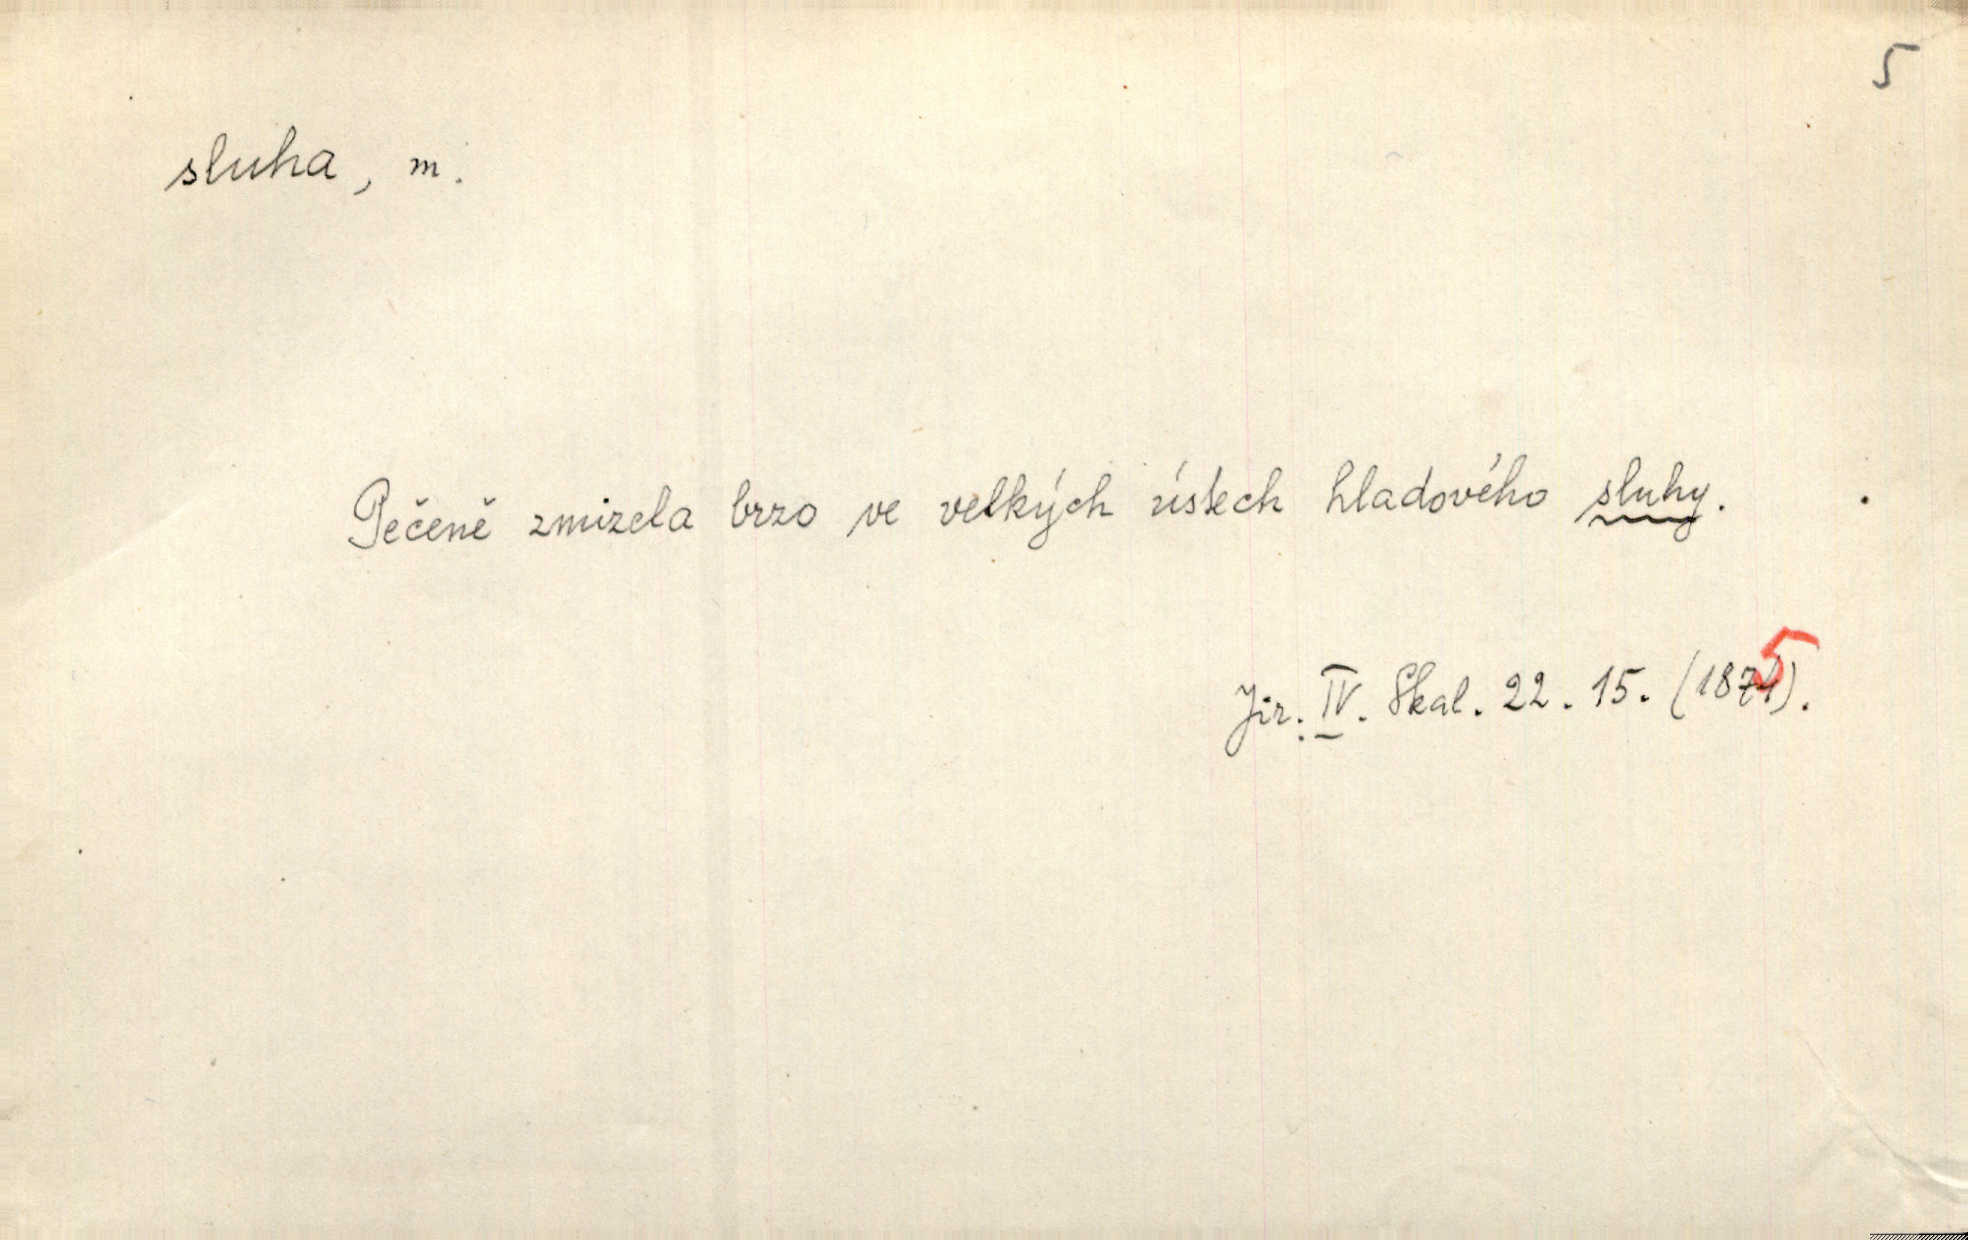 5
sluha, m.
Pečeně zmizela brzo ve velkých ústech hladového sluhy.
Jir. IV. Skal. 22. 15. (1875).